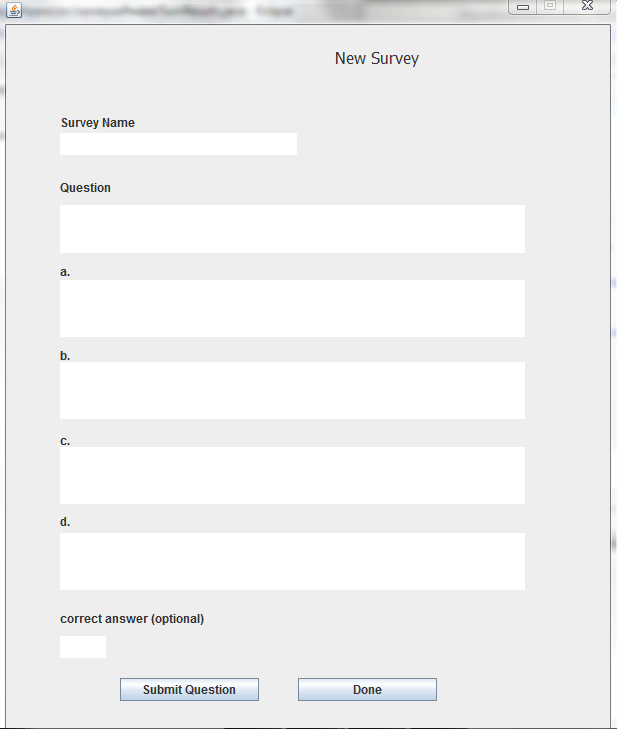 New Survey
Survey Name
Question
a.
b.
c.
d.
correct answer (optional)
Submit Question
Done